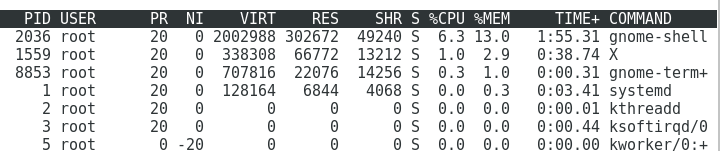 PID USER PR NI VIRT RES SHR S %CPU %MEM TIME+ COMMAND
2036 root 20 0 2002988 302672 49240 S 6.3 13.0 1:55.31 gnome-shell
1559 root 20 0 338308 66772 13212 S 1.0 2.9 0:38.74 X
8853 root 20 0 707816 22076 14256 S 0.3 1.0 0:00.31 gnome-term+
1 root 20 0 128164 6844 4068 S 0.0 0.3 0:03.41 systemd
2 root 20 0 0 0 0 S 0.0 0.0 0:00.01 kthreadd
3 root 20 0 0 0 0 S 0.0 0.0 0:00.44 ksoftirqd/0
5 root 0 -20 0 0 0 S 0.0 0.0 0:00.00 kworker/0:+